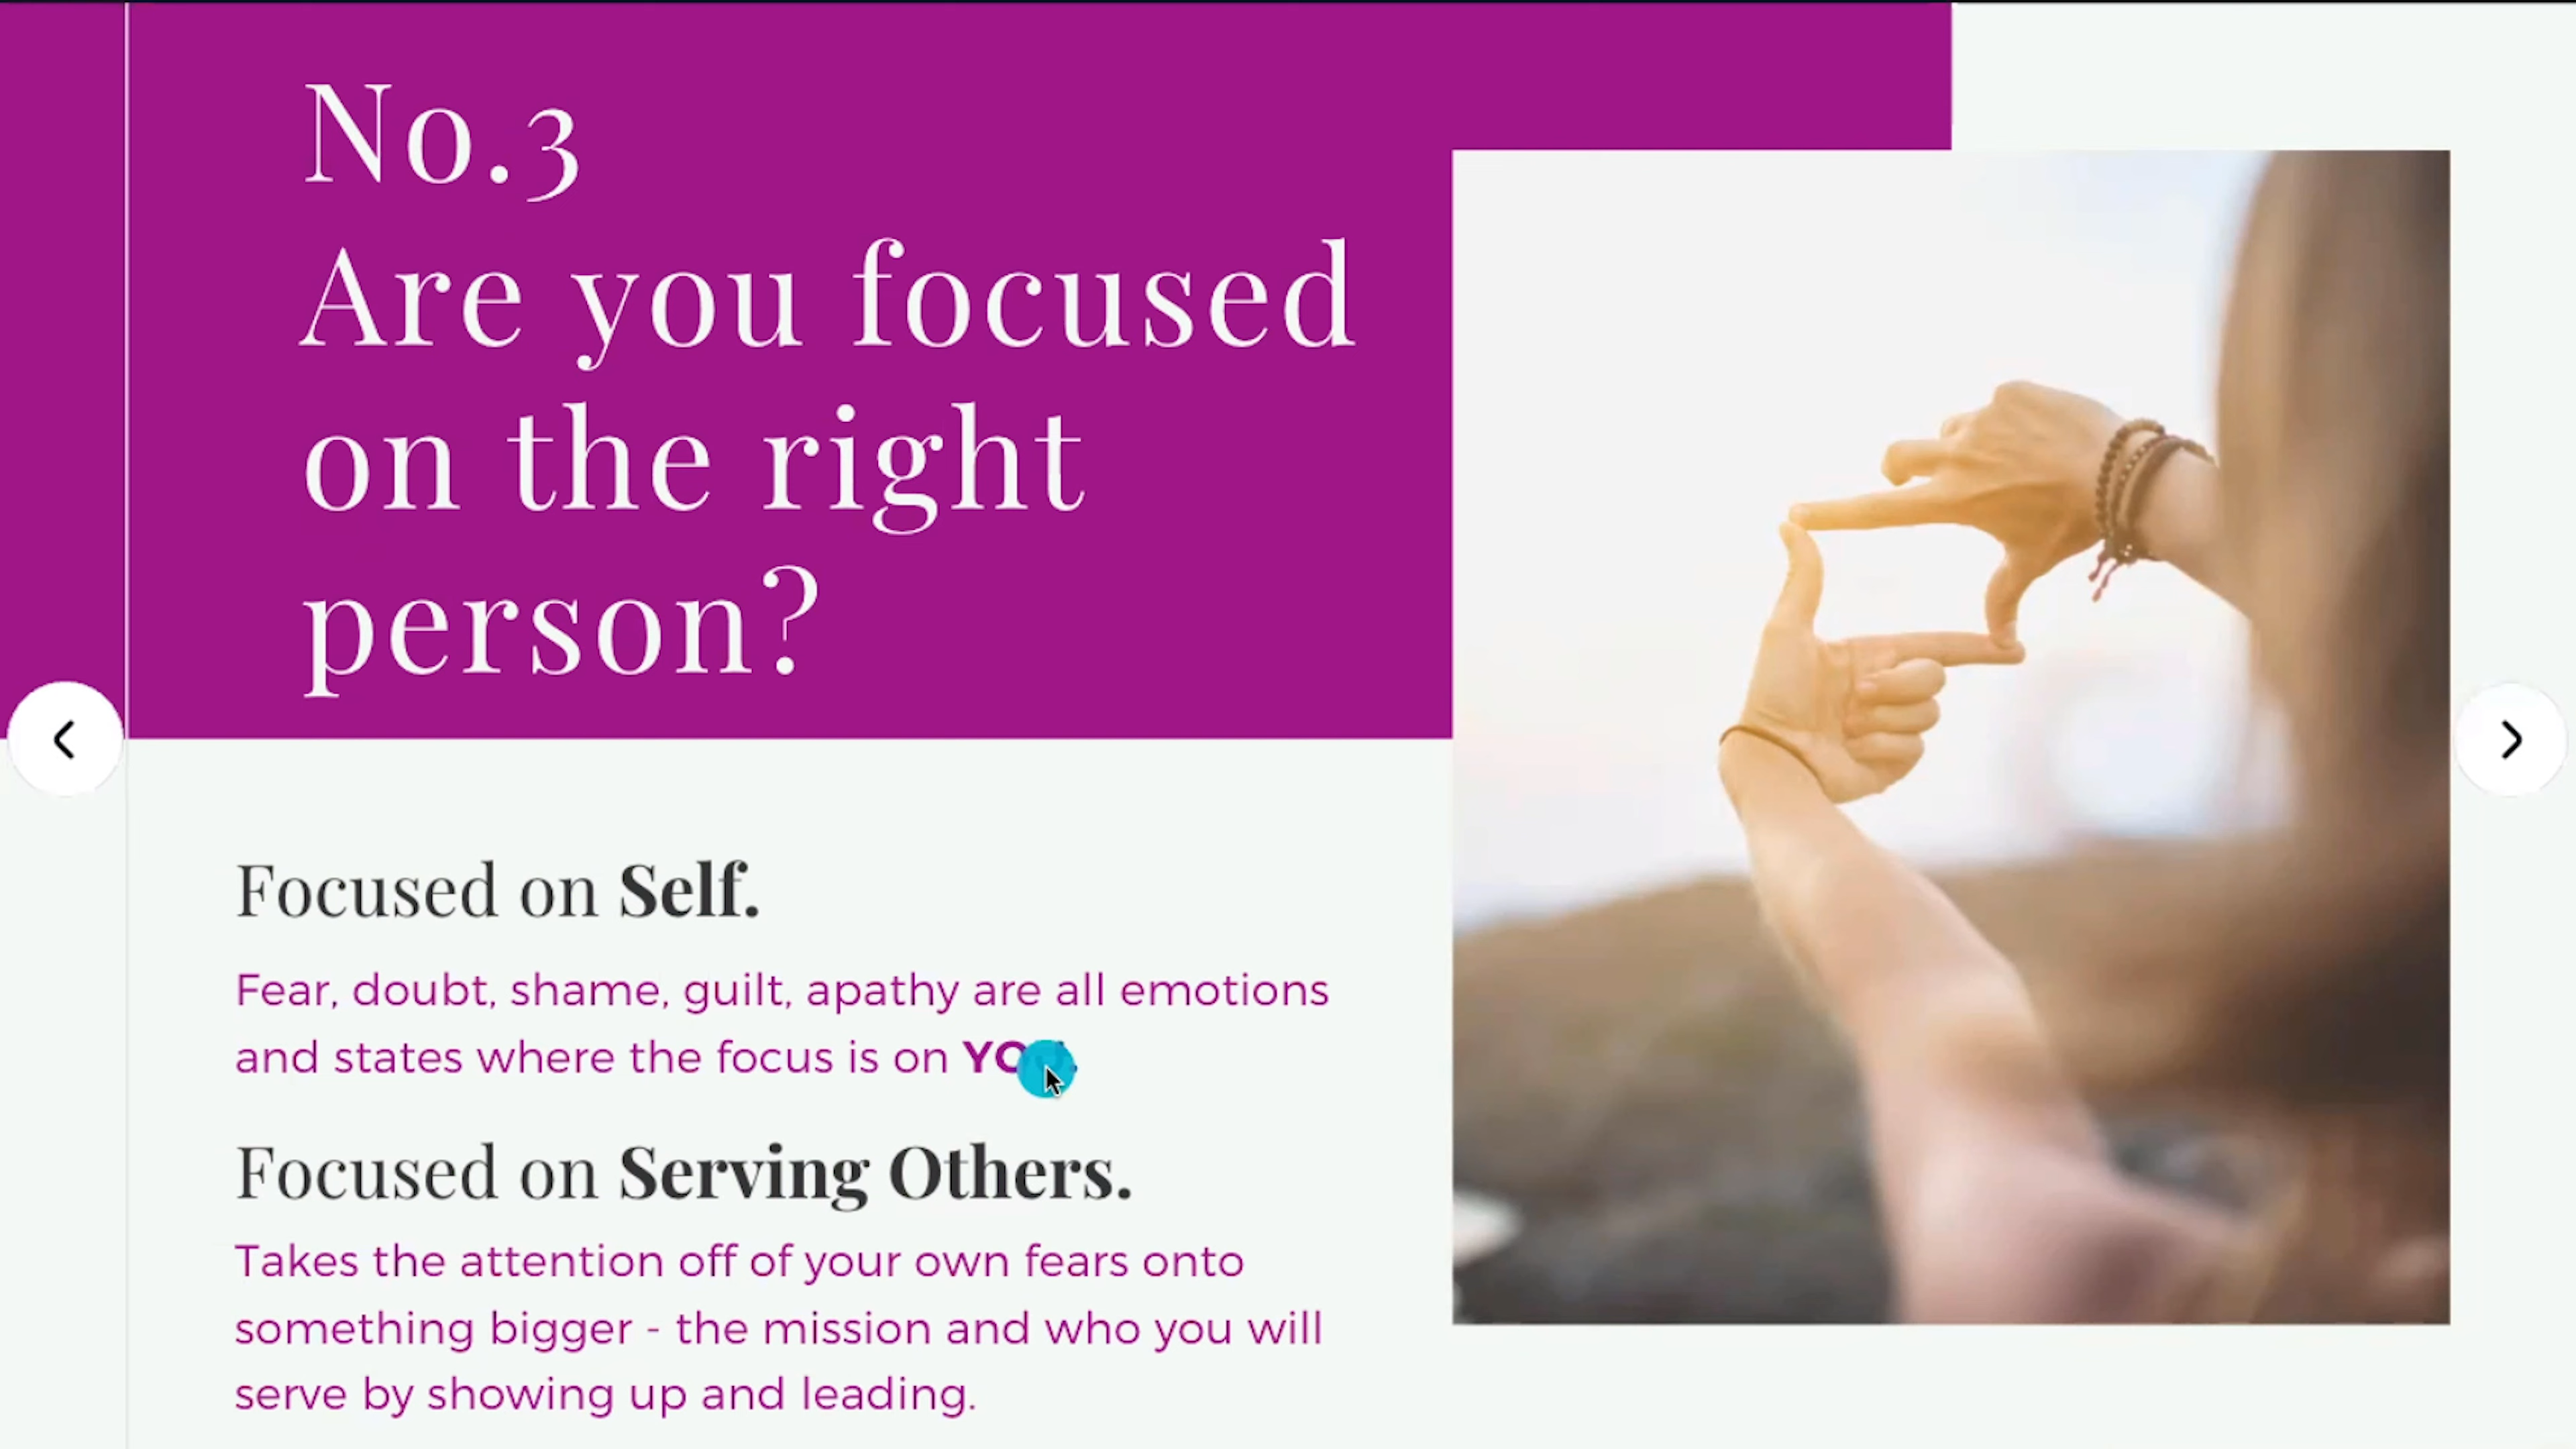 No.3
Are you focused
on the right
person?
Focused on Self.
Fear, doubt, shame, guilt, apathy are all emotions
and states where the focus is on
Focused on Serving Others.
Takes the attention off of your own fears onto
something bigger - the mission and who you will
serve by showing up and leading.